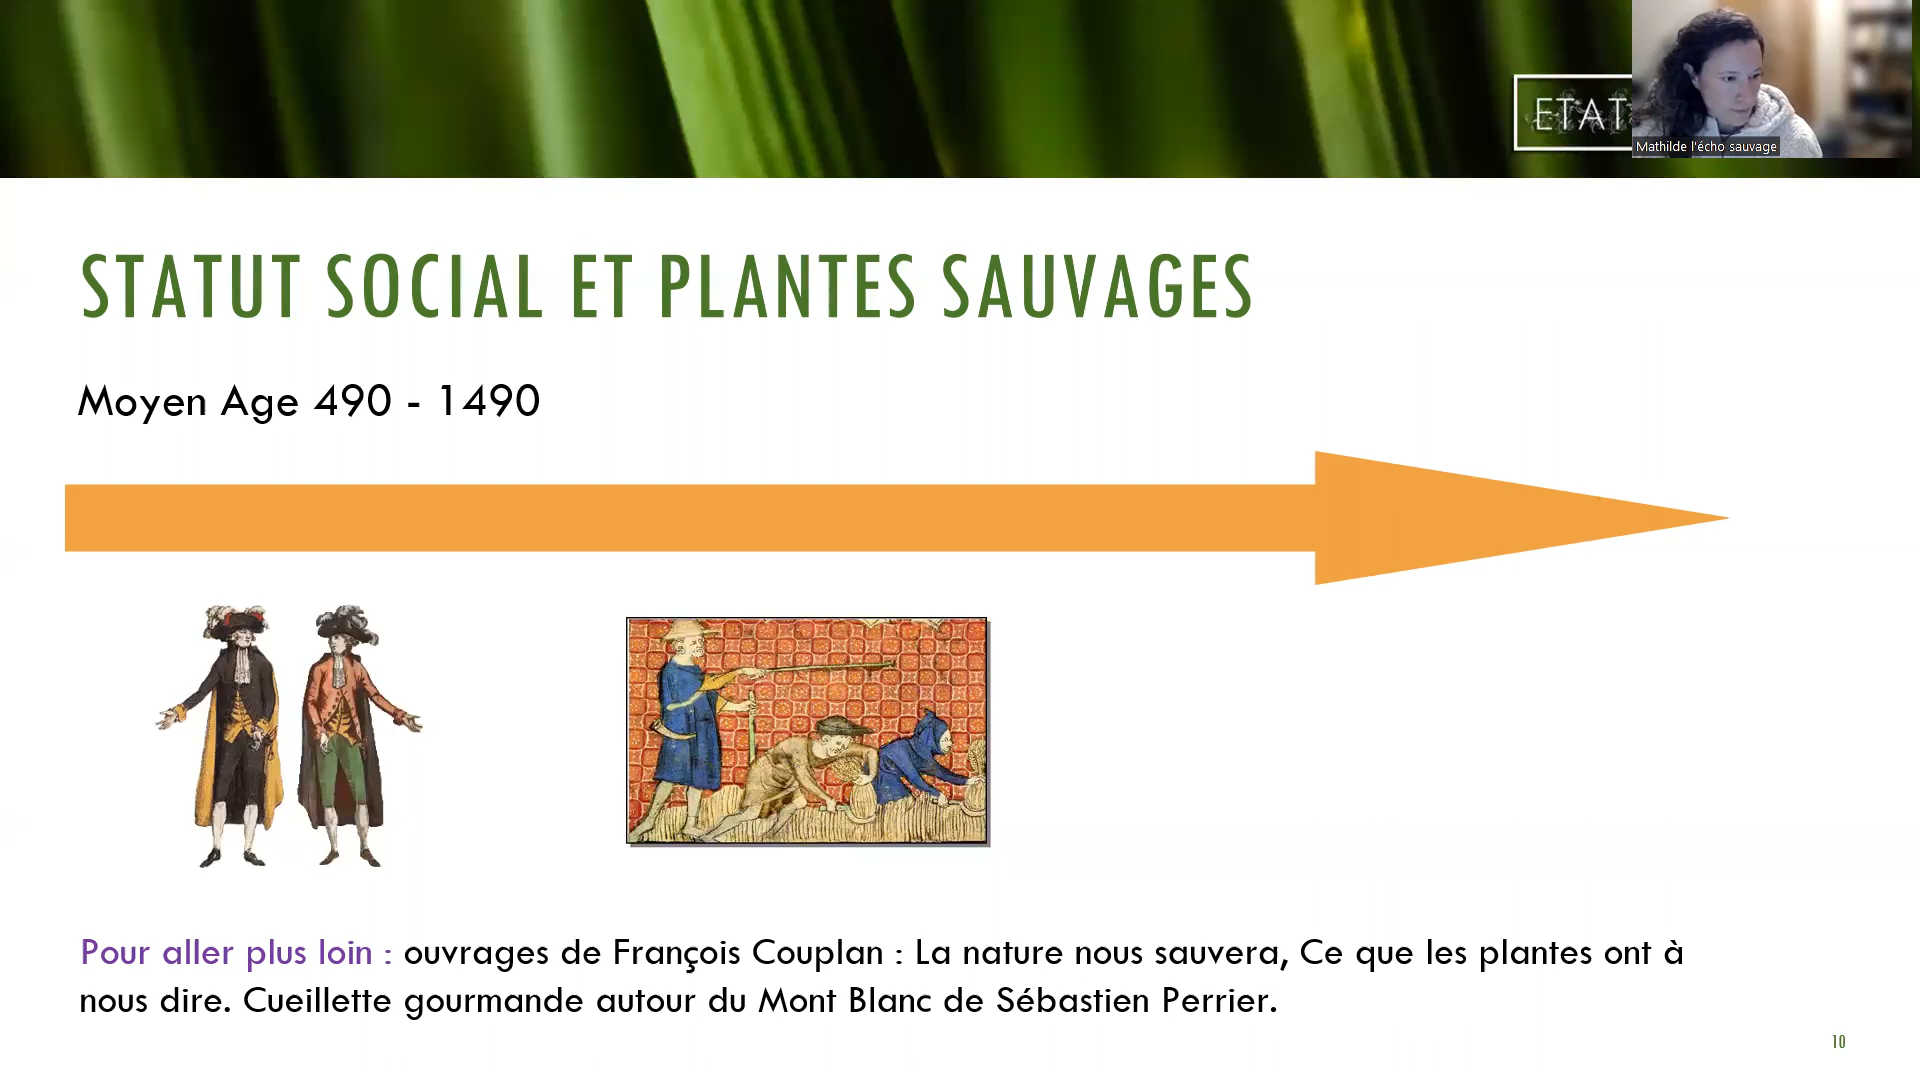 ETAT
Mathilde l'écho sauvage
STATUT SOCIAL ET PLANTES SAUVAGES
Moyen Age 490 - 1490
Pour aller plus loin : ouvrages de François Couplan : La nature nous sauvera, Ce que les plantes ont à
nous dire. Cueillette gourmande autour du Mont Blanc de Sébastien Perrier.
10